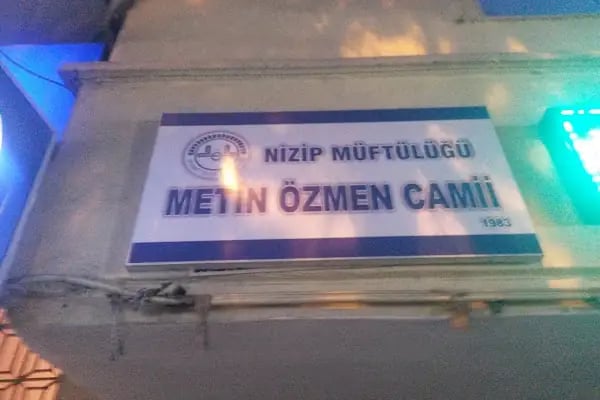 NİZİP MÜFTÜLÜĞÜ
METİN ÖZMEN CAMİİ
1983